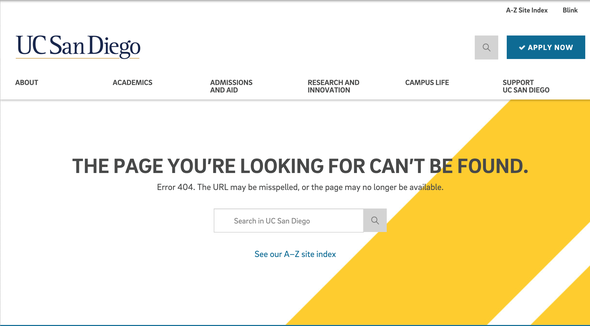 A-Z Site Index Blink
UC San Diego
APPLY NOW
ABOUT
ACADEMICS
ADMISSIONS
AND AID
RESEARCH AND
INNOVATION
CAMPUS LIFE
SUPPORT
UC SAN DIEGO
THE PAGE YOU'RE LOOKING FOR CAN'T BE FOUND.
Error 404. The URL may be misspelled, or the page may no longer be available.
Search in UC San Diego
See our A–Z site index